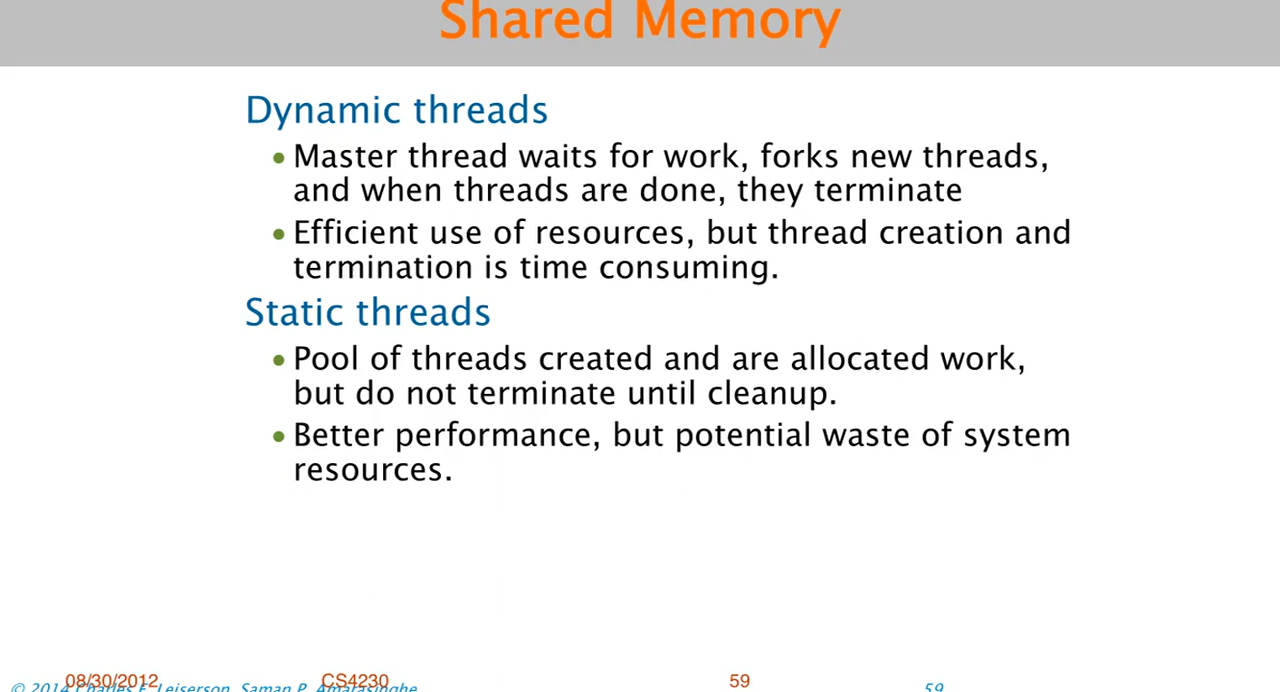 Shared Memory
Dynamic threads
• Master thread waits for work, forks new threads,
and when threads are done, they terminate
• Efficient use of resources, but thread creation and
termination is time consuming.
Static threads
• Pool of threads created and are allocated work,
but do not terminate until cleanup.
• Better performance, but potential waste of system
resources.
08/30/2012 CS4230 59
© 2014 Charles E. Leiserson, Saman P. Amarasinghe 59